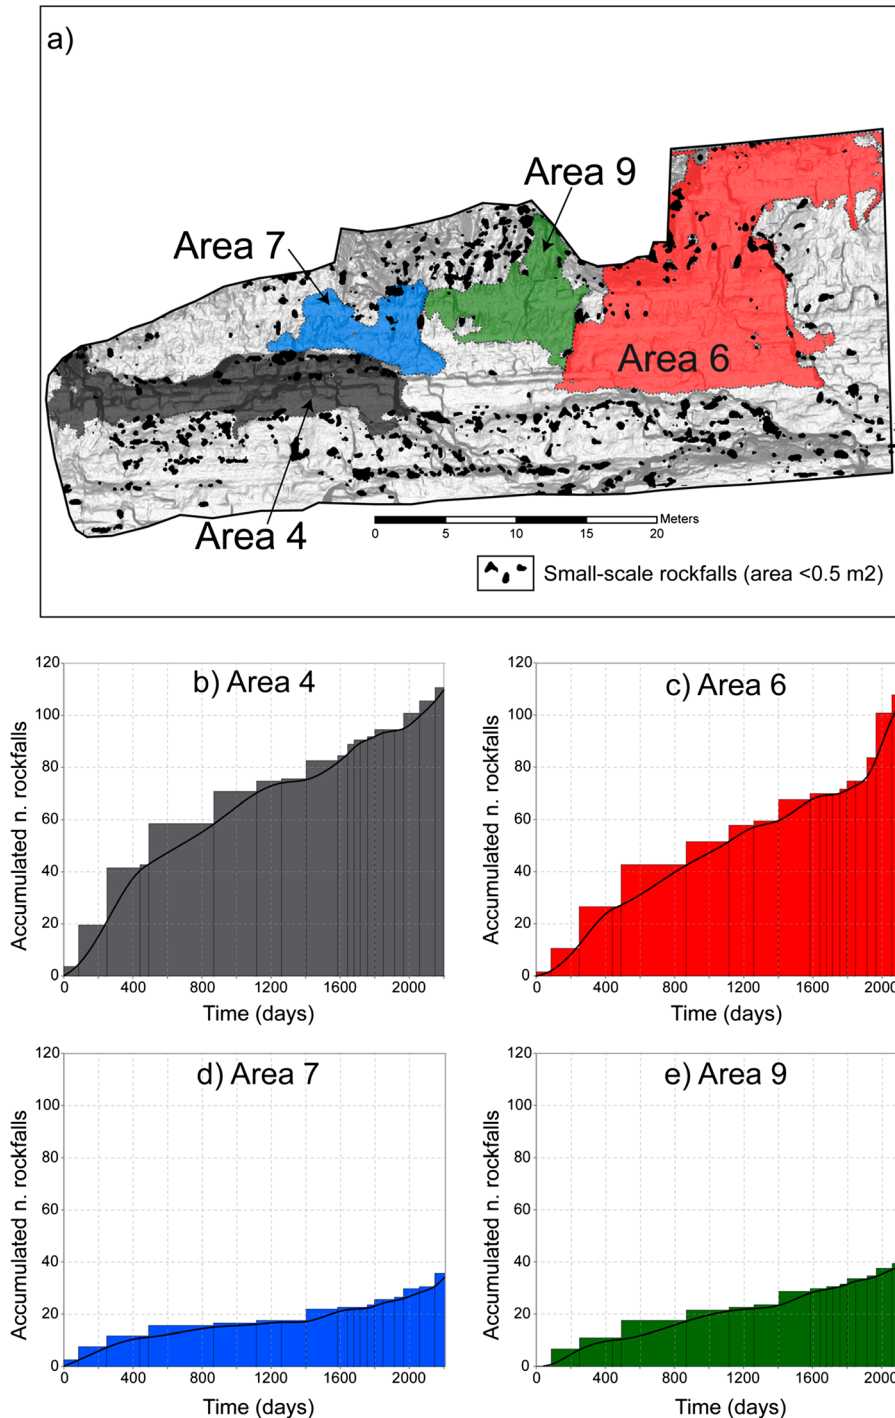 a)
Area 9
Area 7
Area 6
Area 4
Meters
0 5 10 15 20
Small-scale rockfalls (area <0.5 m2)
b) Area 4
Accumulated n. rockfalls
120
100
80
60
40
20
0
0 400 800 1200 1600 2000
Time (days)
c) Area 6
Accumulated n. rockfalls
120
100
80
60
40
20
0
0 400 800 1200 1600 2000
Time (days)
d) Area 7
Accumulated n. rockfalls
120
100
80
60
40
20
0
0 400 800 1200 1600 2000
Time (days)
e) Area 9
Accumulated n. rockfalls
120
100
80
60
40
20
0
0 400 800 1200 1600 2000
Time (days)